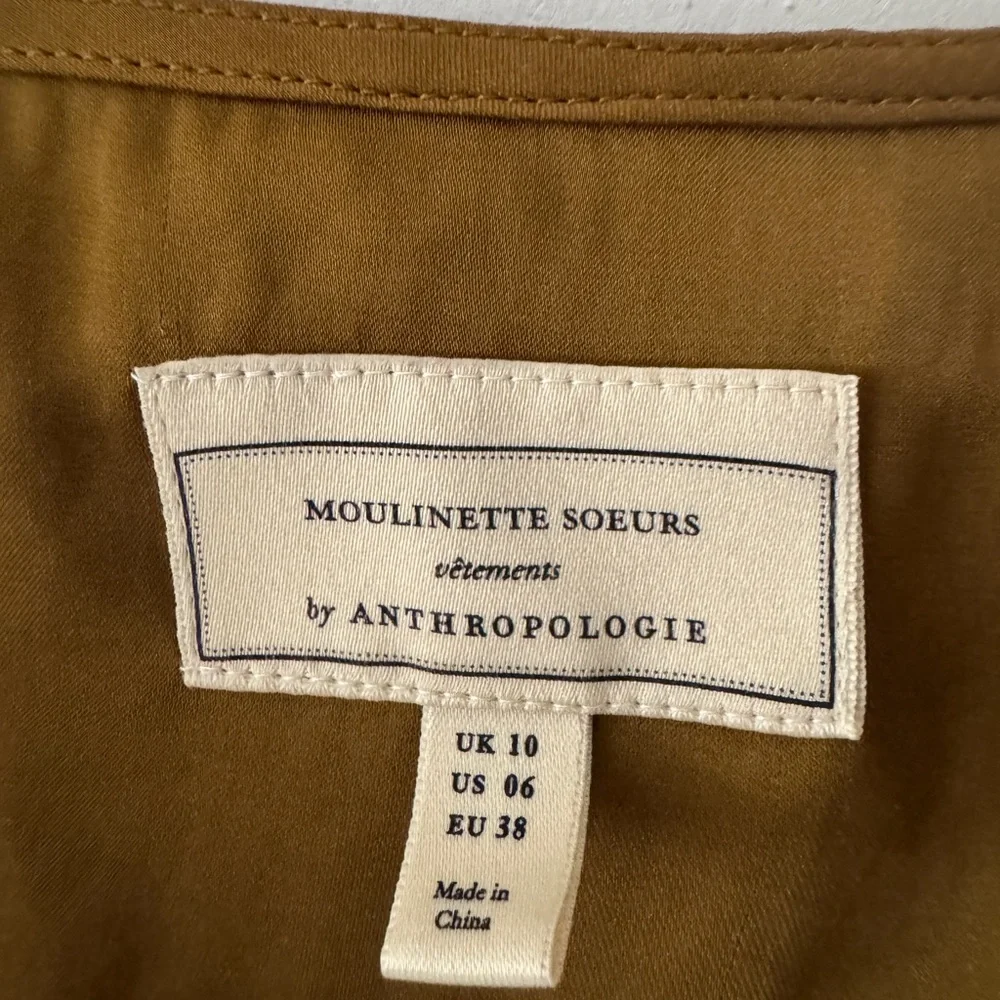 MOULINETTE SOEURS
vêtements
by ANTHROPOLOGIE
UK 10
US 06
EU 38
Made in
China